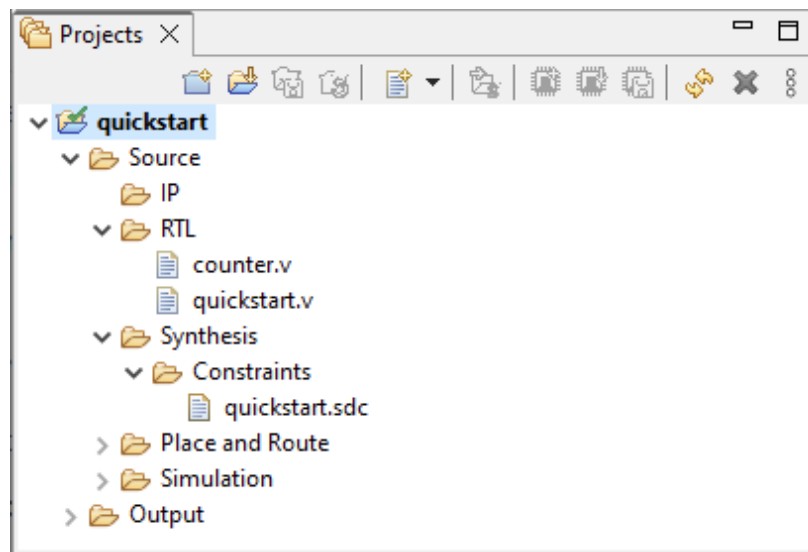 Projects
quickstart
Source
IP
RTL
counter.v
quickstart.v
Synthesis
Constraints
quickstart.sdc
Place and Route
Simulation
Output